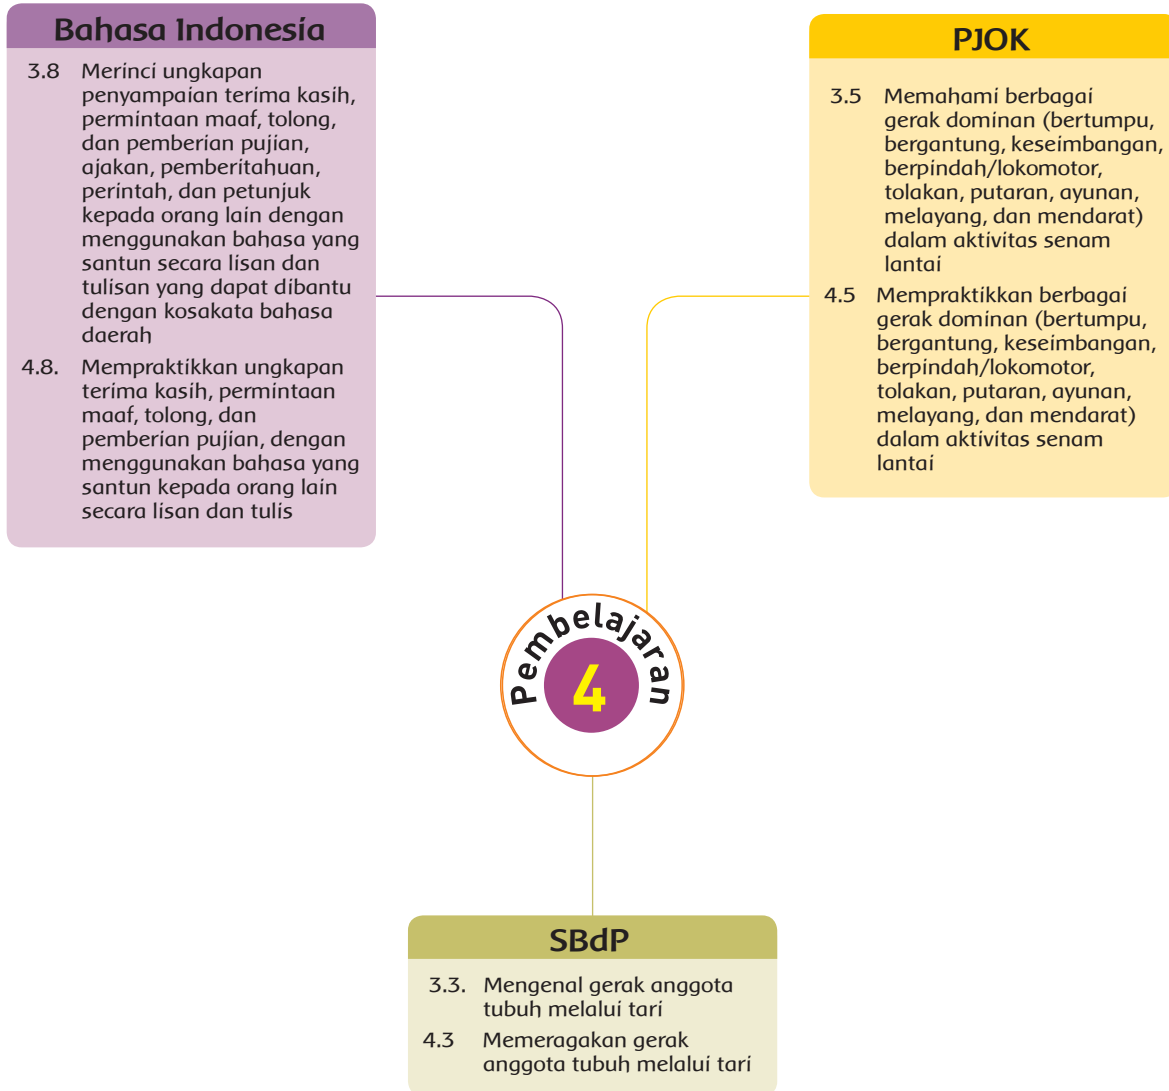 Bahasa Indonesia
3.8 Merinci ungkapan
penyampaian terima kasih,
permintaan maaf, tolong,
dan pemberian pujian,
ajakan, pemberitahuan,
perintah, dan petunjuk
kepada orang lain dengan
menggunakan bahasa yang
santun secara lisan dan
tulisan yang dapat dibantu
dengan kosakata bahasa
daerah
4.8. Mempraktikkan ungkapan
terima kasih, permintaan
maaf, tolong, dan
pemberian pujian, dengan
menggunakan bahasa yang
santun kepada orang lain
secara lisan dan tulis
PJOK
3.5 Memahami berbagai
gerak dominan (bertumpu,
bergantung, keseimbangan,
berpindah/lokomotor,
tolakan, putaran, ayunan,
melayang, dan mendarat)
dalam aktivitas senam
lantai
4.5 Mempraktikkan berbagai
gerak dominan (bertumpu,
bergantung, keseimbangan,
berpindah/lokomotor,
tolakan, putaran, ayunan,
melayang, dan mendarat)
dalam aktivitas senam
lantai
Pembelajaran
4
SBdP
3.3. Mengenal gerak anggota
tubuh melalui tari
4.3 Memeragakan gerak
anggota tubuh melalui tari